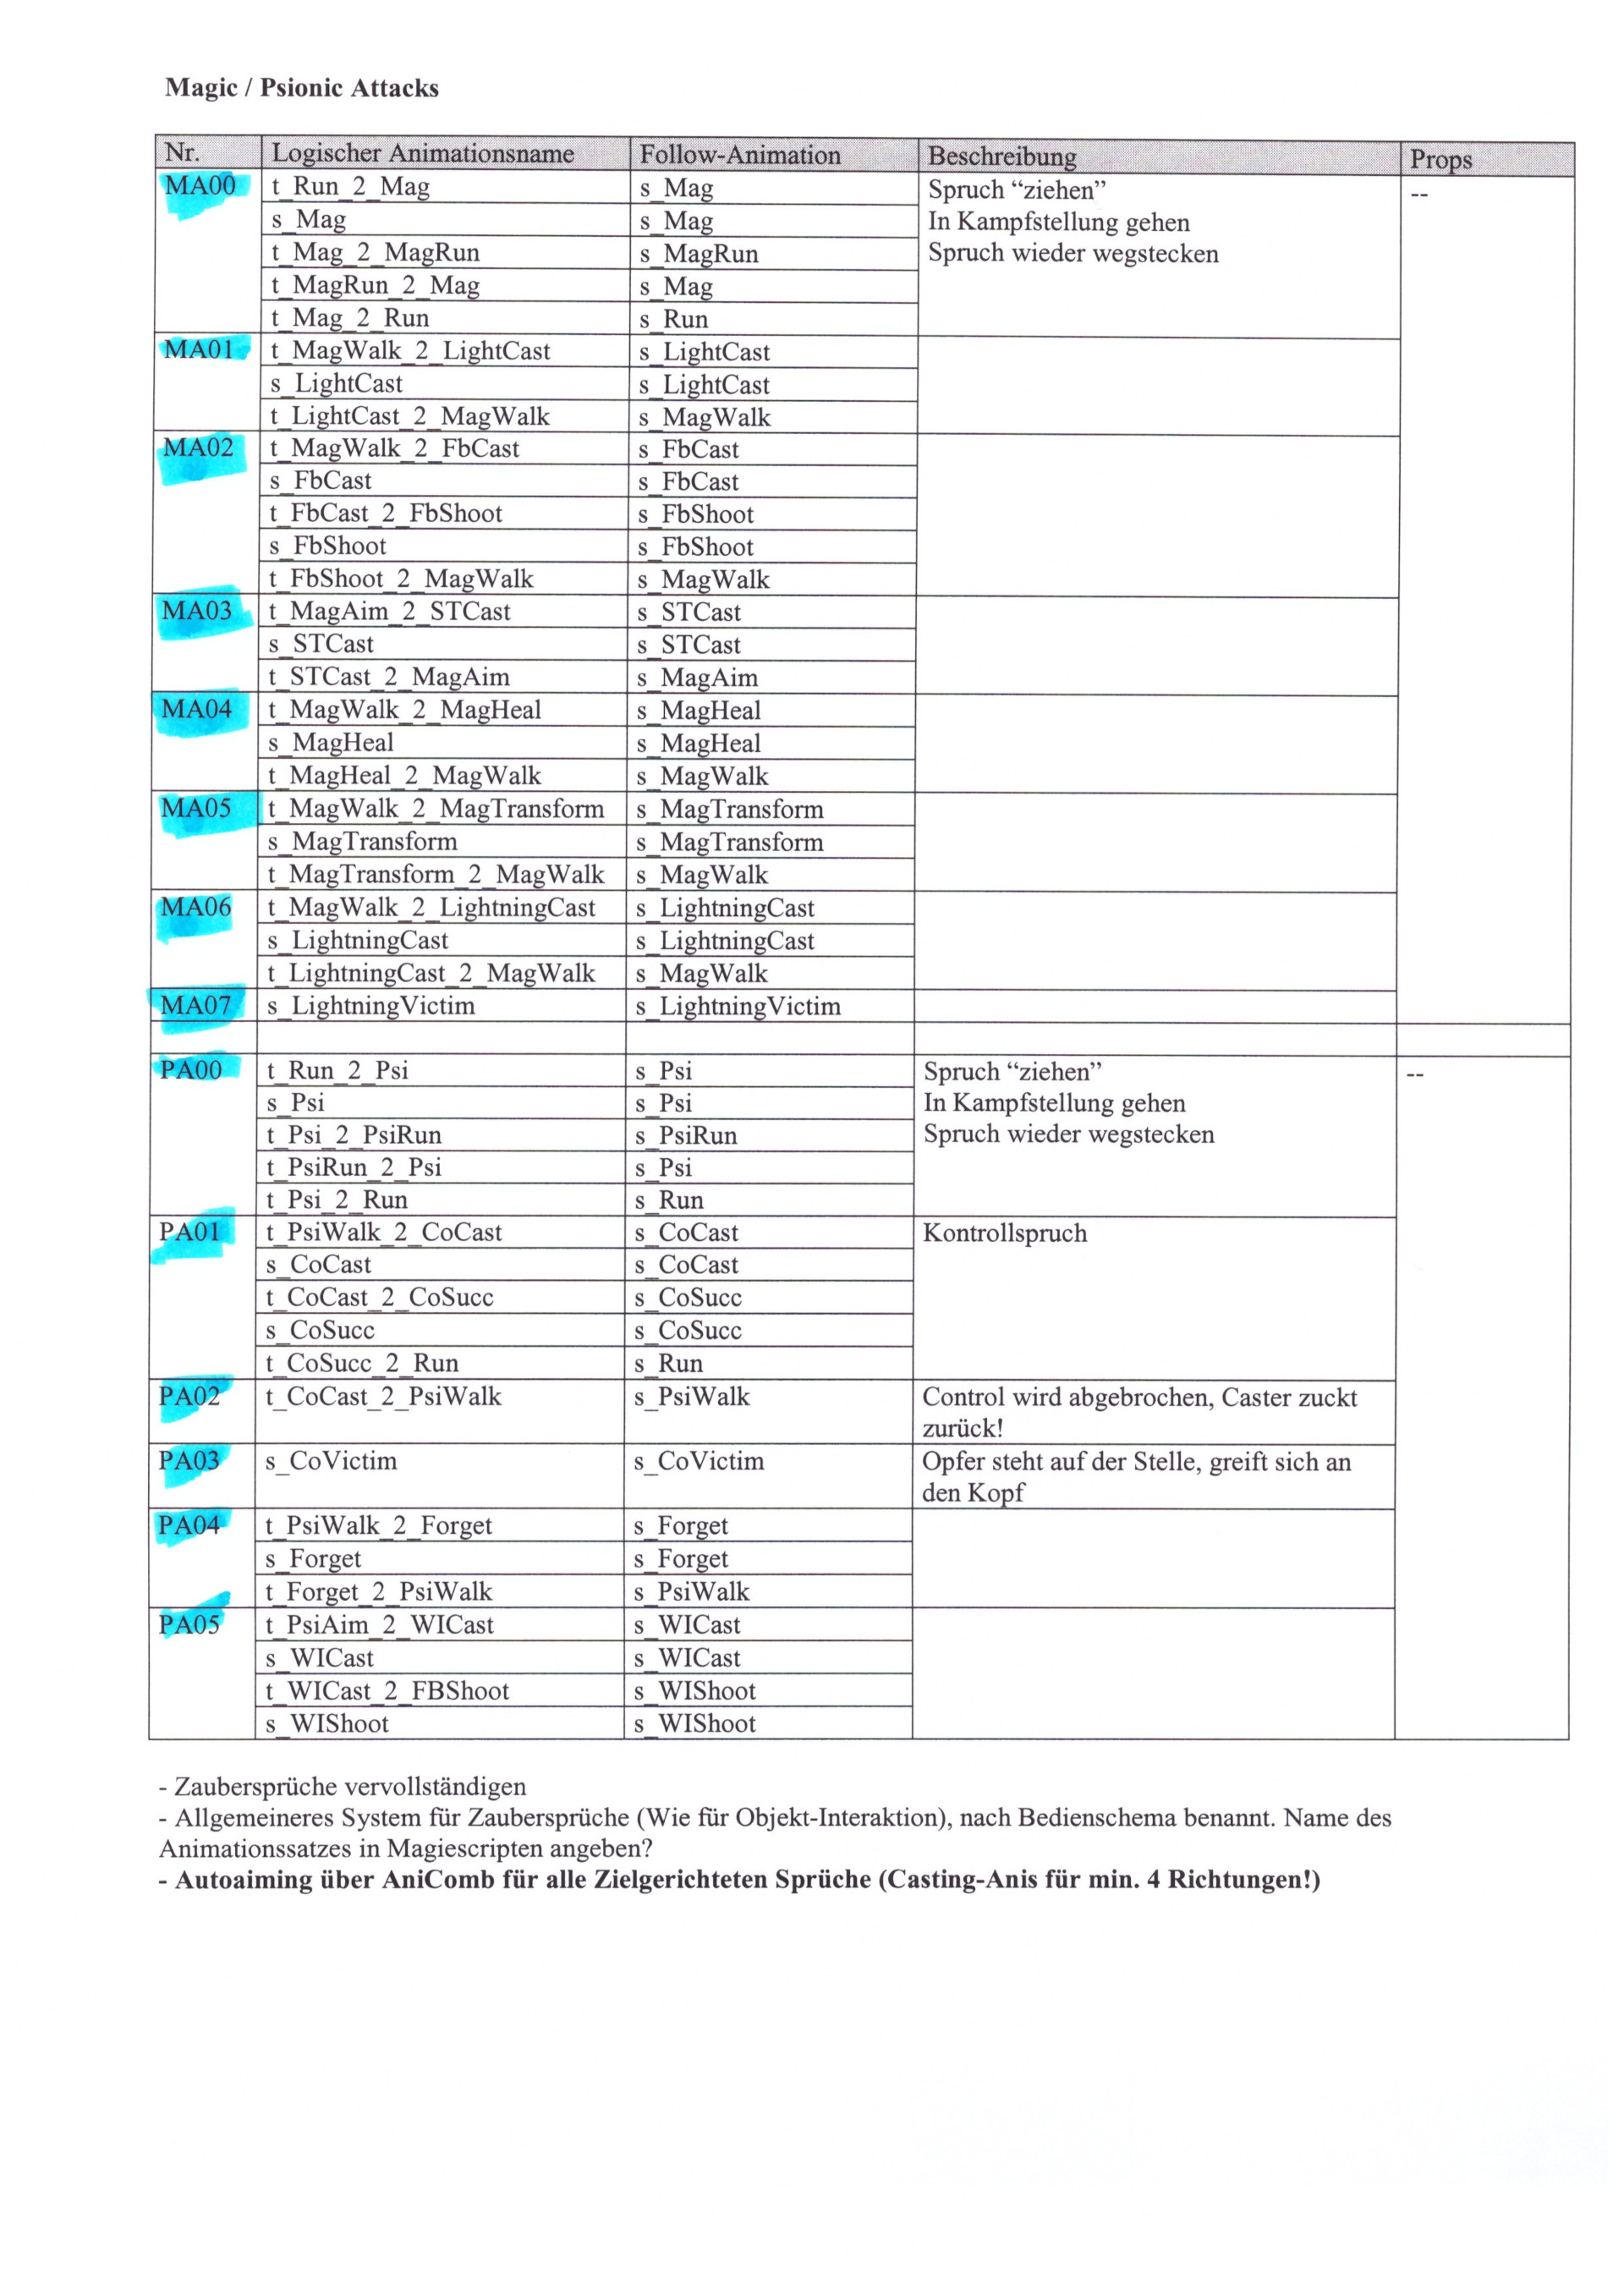 Magic / Psionic Attacks
Nr. Logischer Animationsname Follow-Animation Beschreibung Props
MA00 t_Run_2_Mag s_Mag Spruch “ziehen” --
s_Mag s_Mag In Kampfstellung gehen
t_Mag_2_MagRun s_MagRun Spruch wieder wegstecken
t_MagRun_2_Mag s_Mag
t_Mag_2_Run s_Run
MA01 t_MagWalk_2_LightCast s_LightCast
s_LightCast s_LightCast
t_LightCast_2_MagWalk s_MagWalk
MA02 t_MagWalk_2_FbCast s_FbCast
s_FbCast s_FbCast
t_FbCast_2_FbShoot s_FbShoot
s_FbShoot s_FbShoot
t_FbShoot_2_MagWalk s_MagWalk
MA03 t_MagAim_2_STCast s_STCast
s_STCast s_STCast
t_STCast_2_MagAim s_MagAim
MA04 t_MagWalk_2_MagHeal s_MagHeal
s_MagHeal s_MagHeal
t_MagHeal_2_MagWalk s_MagWalk
MA05 t_MagWalk_2_MagTransform s_MagTransform
s_MagTransform s_MagTransform
t_MagTransform_2_MagWalk s_MagWalk
MA06 t_MagWalk_2_LightningCast s_LightningCast
s_LightningCast s_LightningCast
t_LightningCast_2_MagWalk s_MagWalk
MA07 s_LightningVictim s_LightningVictim
PA00 t_Run_2_Psi s_Psi Spruch “ziehen” --
s_Psi s_Psi In Kampfstellung gehen
t_Psi_2_PsiRun s_PsiRun Spruch wieder wegstecken
t_PsiRun_2_Psi s_Psi
t_Psi_2_Run s_Run
PA01 t_PsiWalk_2_CoCast s_CoCast Kontrollspruch
s_CoCast s_CoCast
t_CoCast_2_CoSucc s_CoSucc
s_CoSucc s_CoSucc
t_CoSucc_2_Run s_Run
PA02 t_CoCast_2_PsiWalk s_PsiWalk Control wird abgebrochen, Caster zuckt
zurück!
PA03 s_CoVictim s_CoVictim Opfer steht auf der Stelle, greift sich an
den Kopf
PA04 t_PsiWalk_2_Forget s_Forget
s_Forget s_Forget
t_Forget_2_PsiWalk s_PsiWalk
PA05 t_PsiAim_2_WICast s_WICast
s_WICast s_WICast
t_WICast_2_FBShoot s_WIShoot
s_WIShoot s_WIShoot
- Zaubersprüche vervollständigen
- Allgemeineres System für Zaubersprüche (Wie für Objekt-Interaktion), nach Bedienschema benannt. Name des
Animationssatzes in Magiescripten angeben?
- Autoaiming über AniComb für alle Zielgerichteten Sprüche (Casting-Anis für min. 4 Richtungen!)